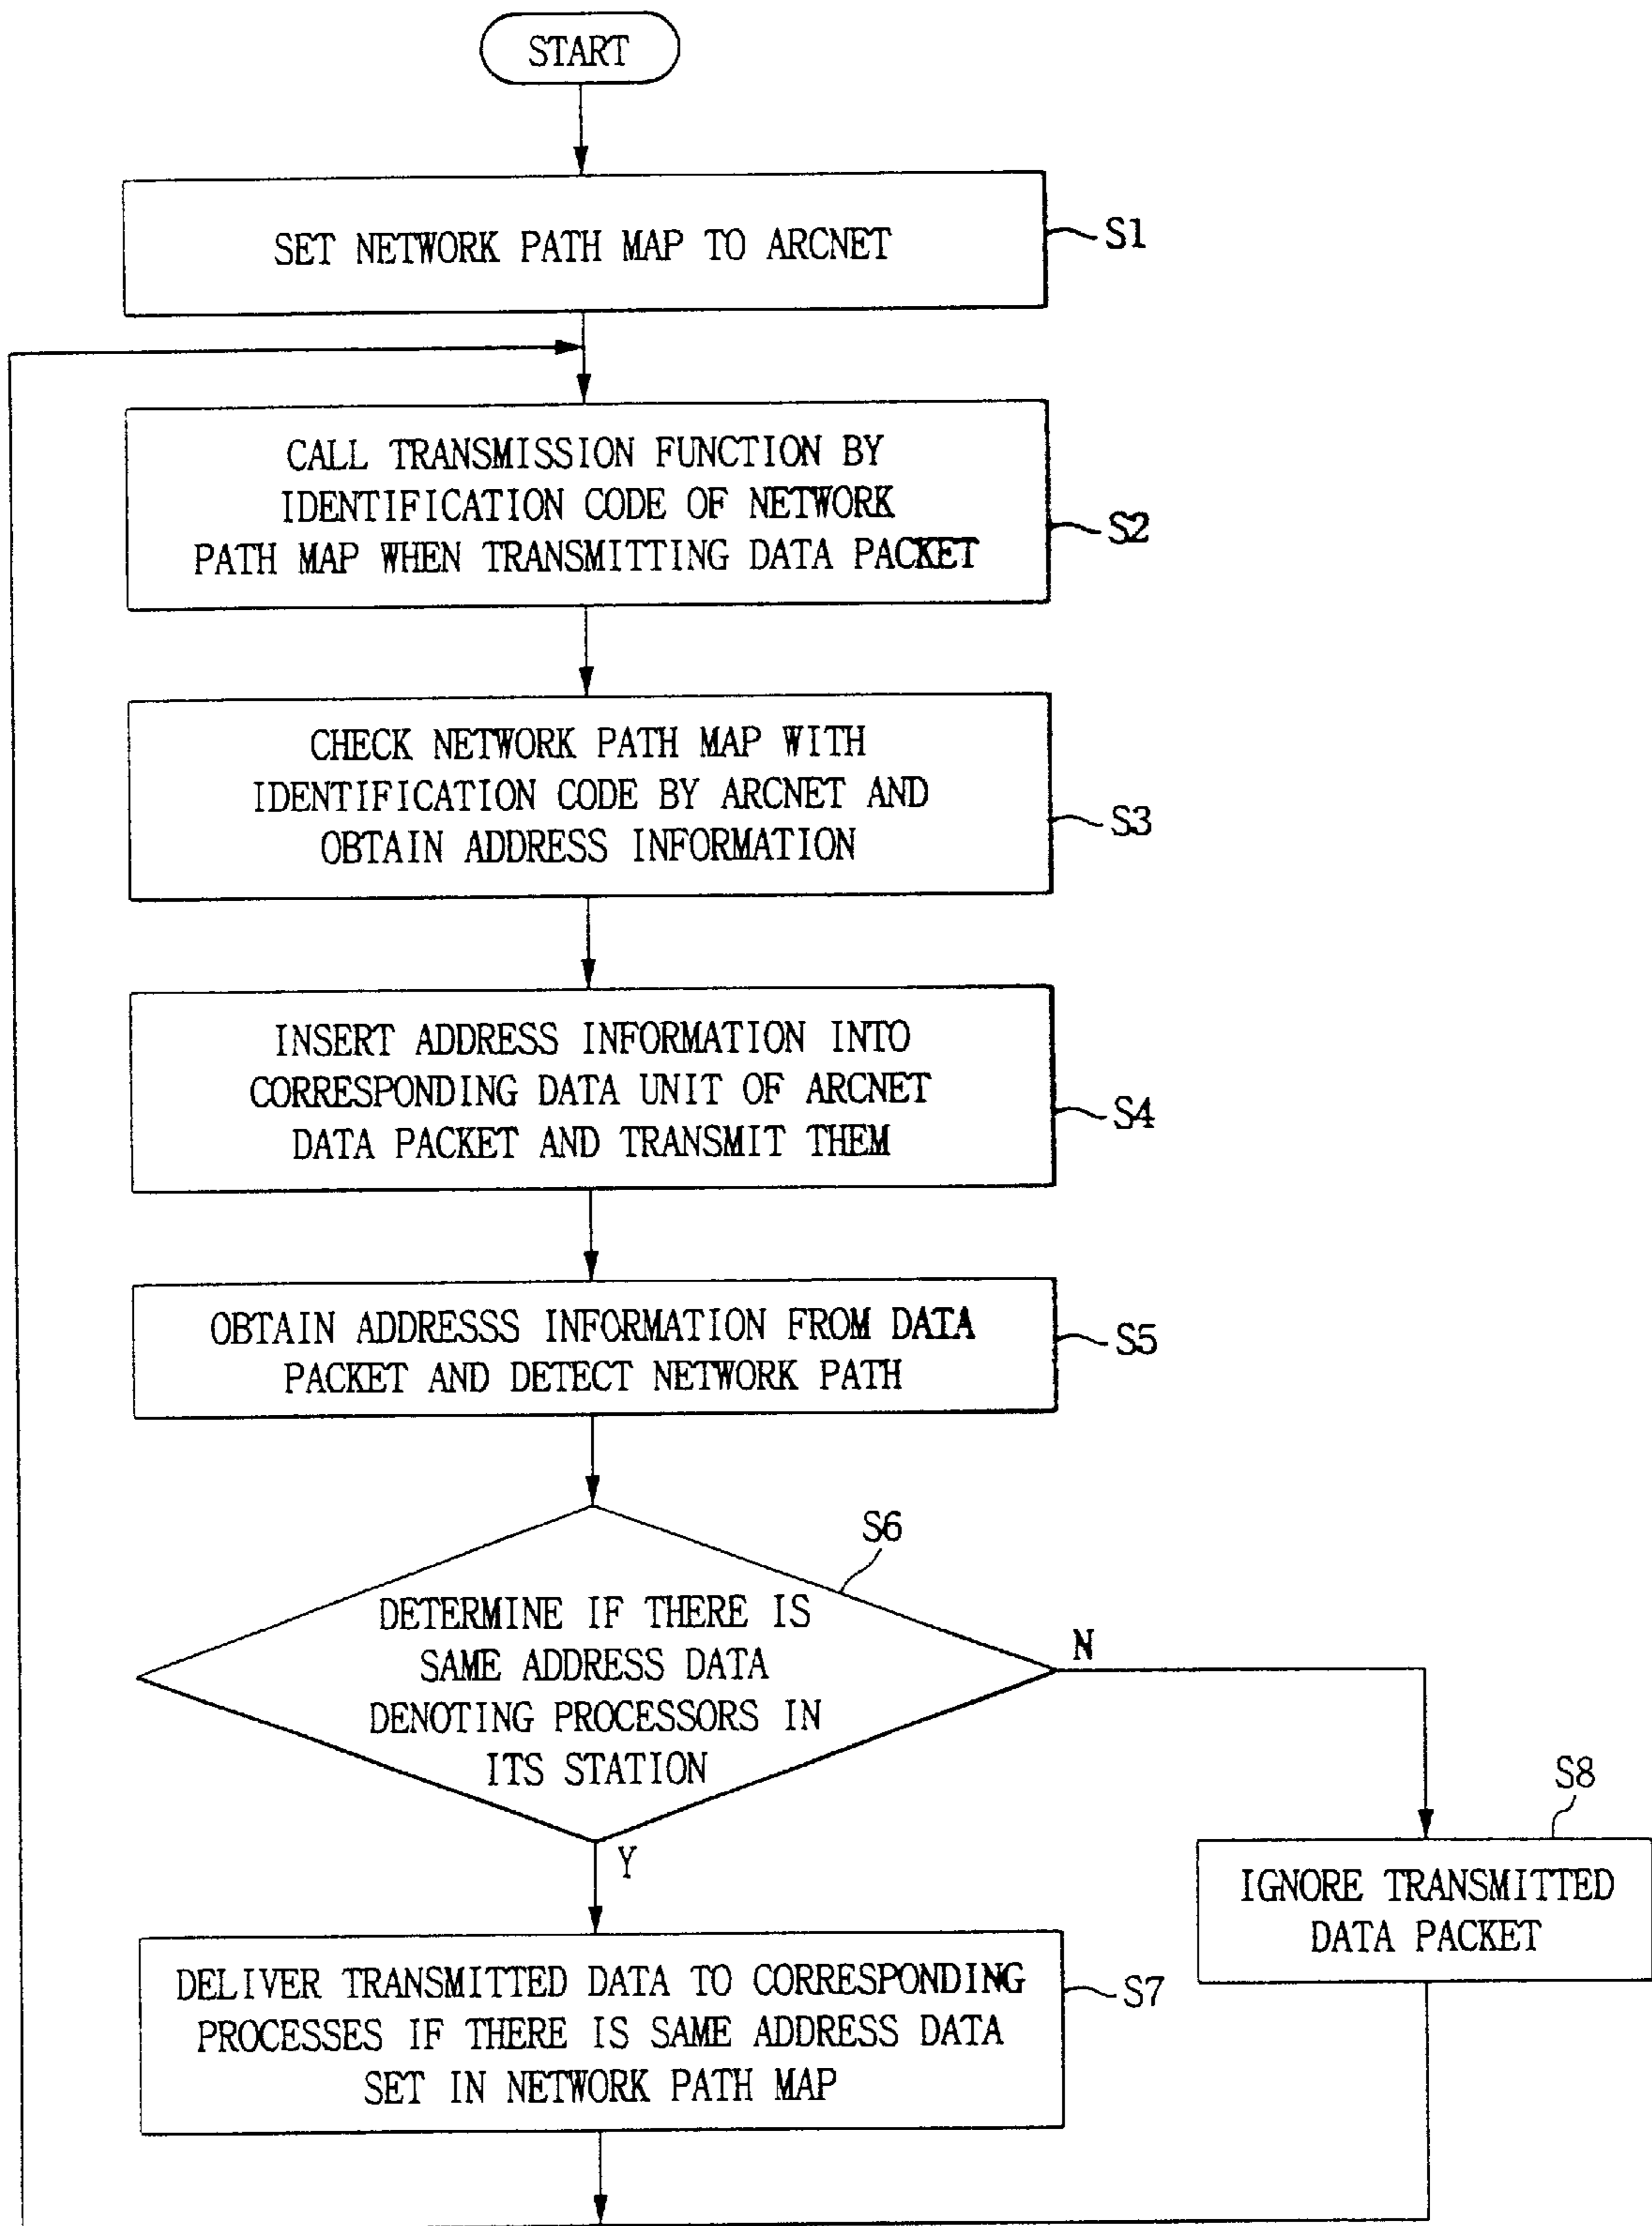 START
SET NETWORK PATH MAP TO ARCNET
S1
CALL TRANSMISSION FUNCTION BY
IDENTIFICATION CODE OF NETWORK
PATH MAP WHEN TRANSMITTING DATA PACKET
S2
CHECK NETWORK PATH MAP WITH
IDENTIFICATION CODE BY ARCNET AND
OBTAIN ADDRESS INFORMATION
S3
INSERT ADDRESS INFORMATION INTO
CORRESPONDING DATA UNIT OF ARCNET
DATA PACKET AND TRANSMIT THEM
S4
OBTAIN ADDRESSS INFORMATION FROM DATA
PACKET AND DETECT NETWORK PATH
S5
S6
DETERMINE IF THERE IS
SAME ADDRESS DATA
DENOTING PROCESSORS IN
ITS STATION
N
Y
S8
IGNORE TRANSMITTED
DATA PACKET
DELIVER TRANSMITTED DATA TO CORRESPONDING
PROCESSES IF THERE IS SAME ADDRESS DATA
SET IN NETWORK PATH MAP
S7